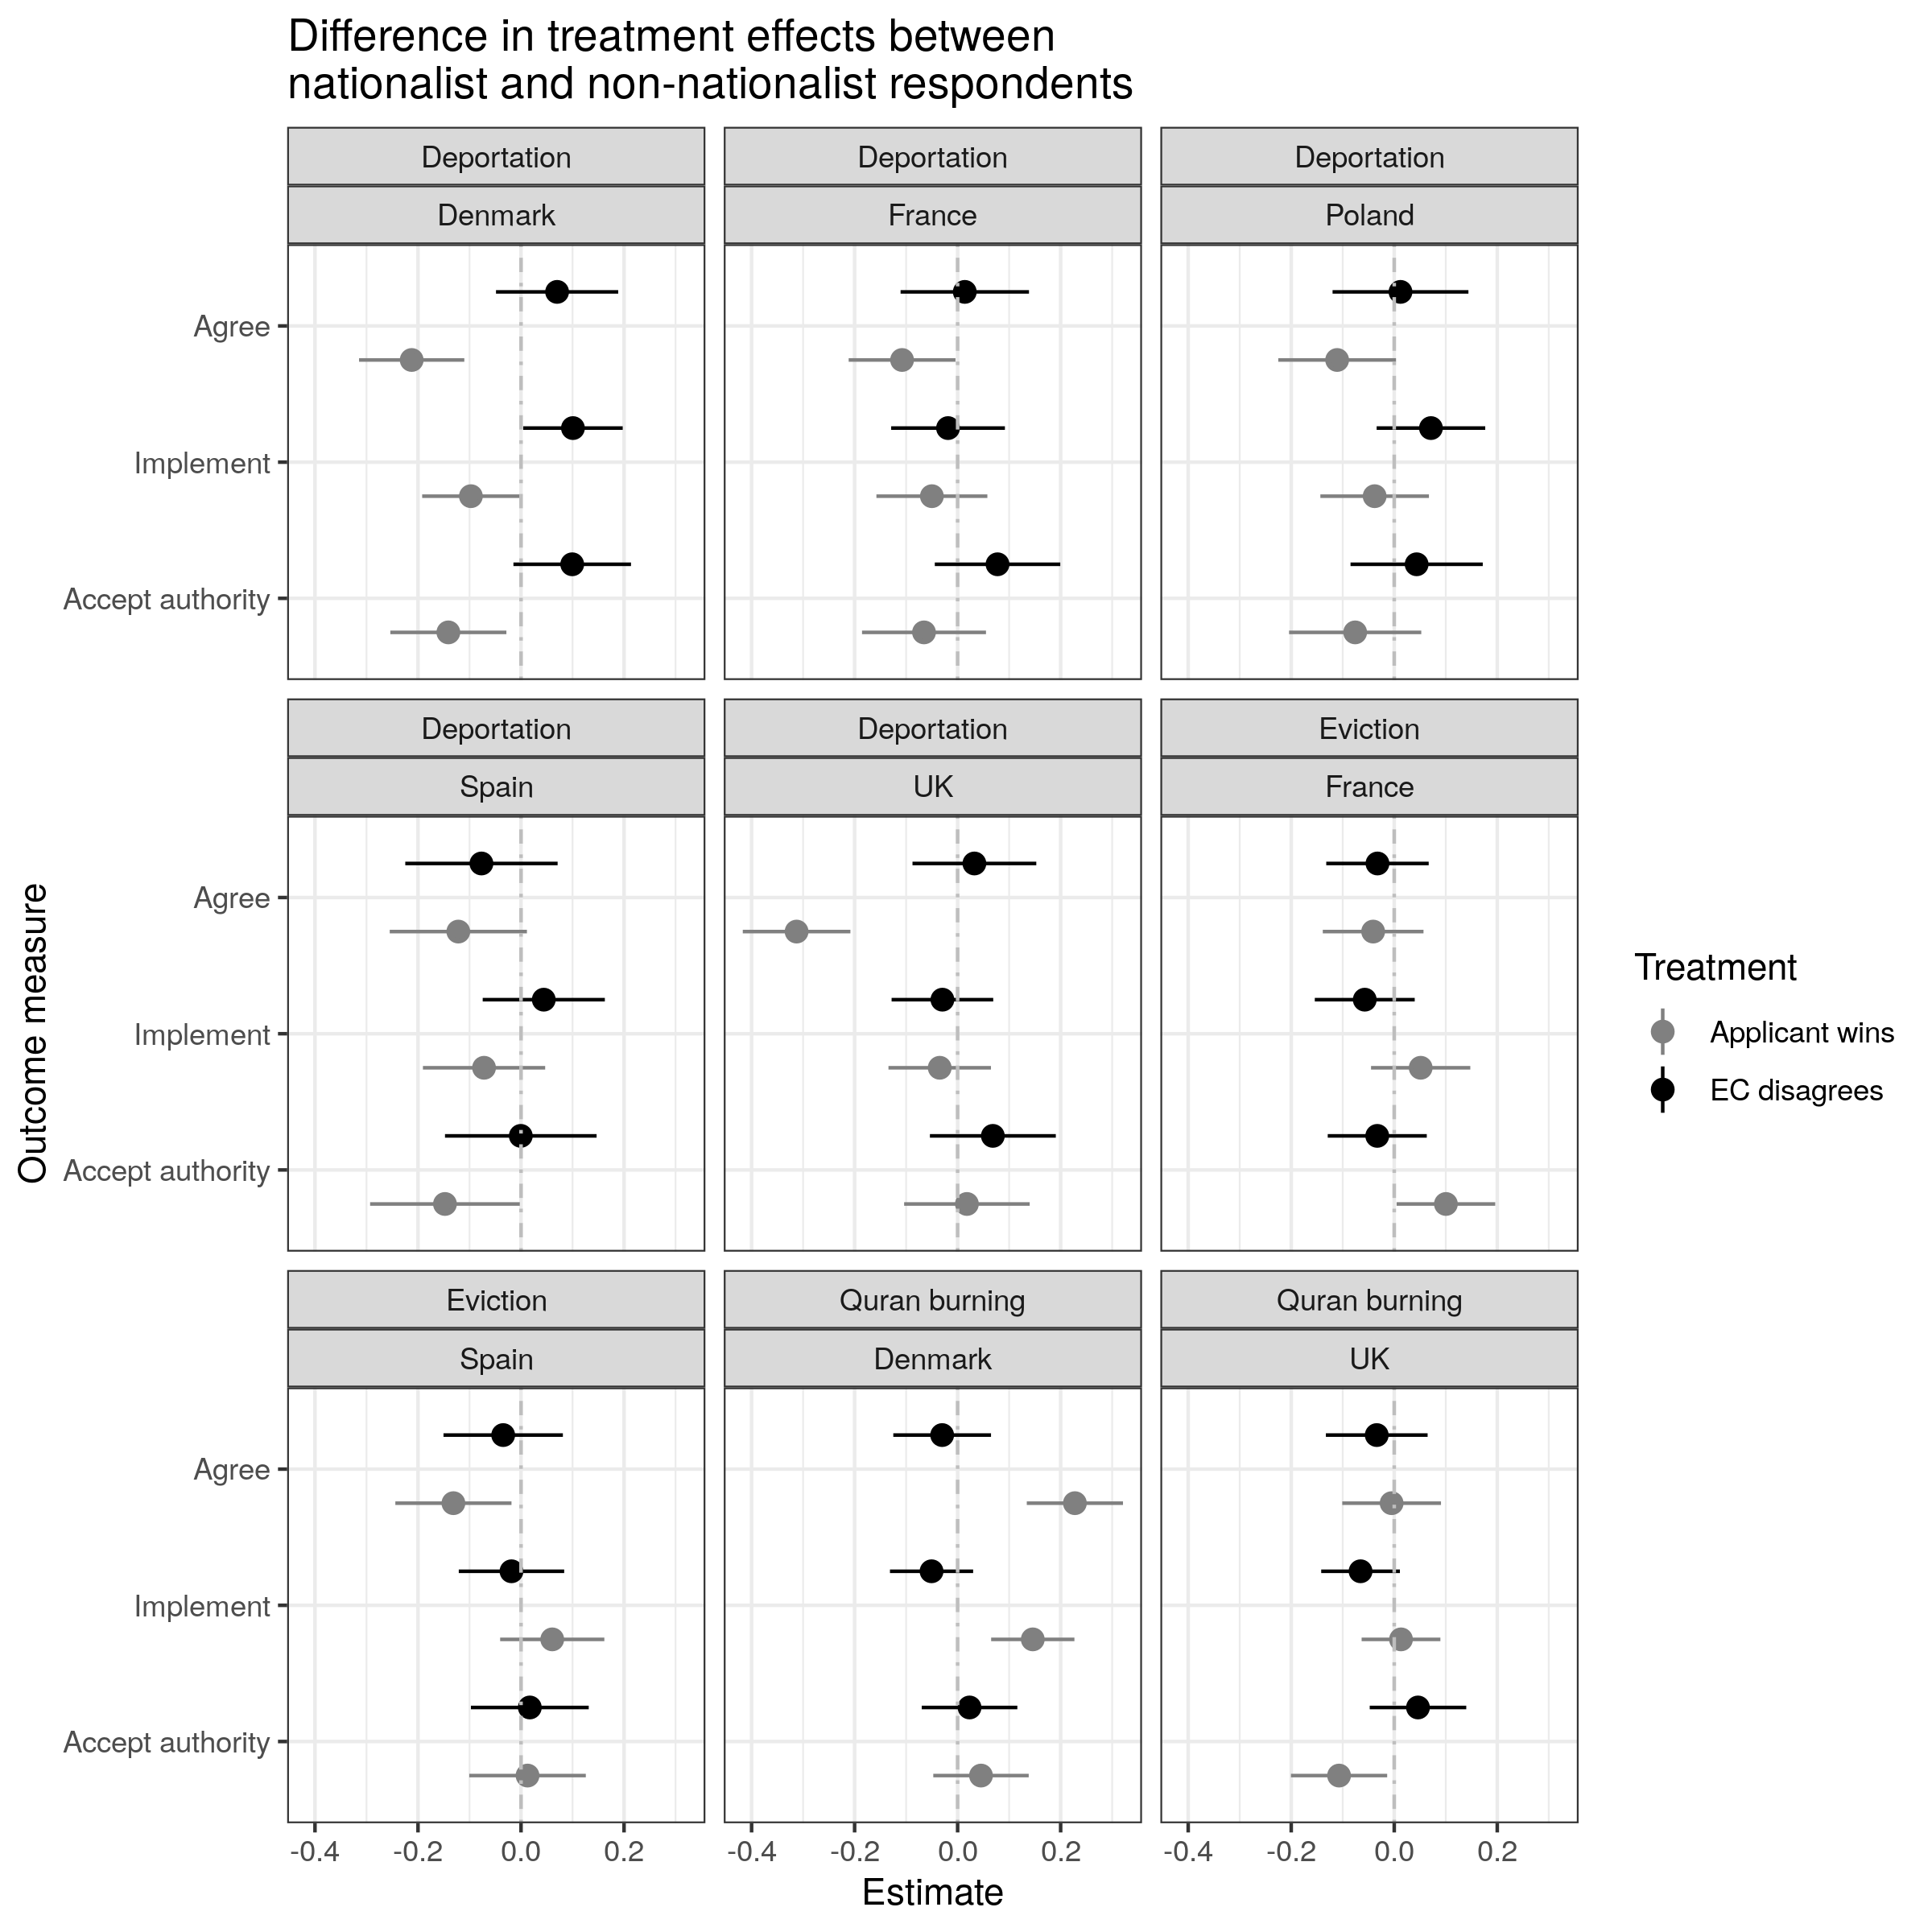 Difference in treatment effects between
nationalist and non-nationalist respondents
Deportation
Deportation
Deportation
Denmark
France
Poland
Agree
Implement
Accept authority
Deportation
Deportation
Eviction
Spain
UK
France
Agree
Implement
Accept authority
Eviction
Quran burning
Quran burning
Spain
Denmark
UK
Agree
Implement
Accept authority
-0.4 -0.2 0.0 0.2
-0.4 -0.2 0.0 0.2
-0.4 -0.2 0.0 0.2
Estimate
Outcome measure
Treatment
Applicant wins
EC disagrees